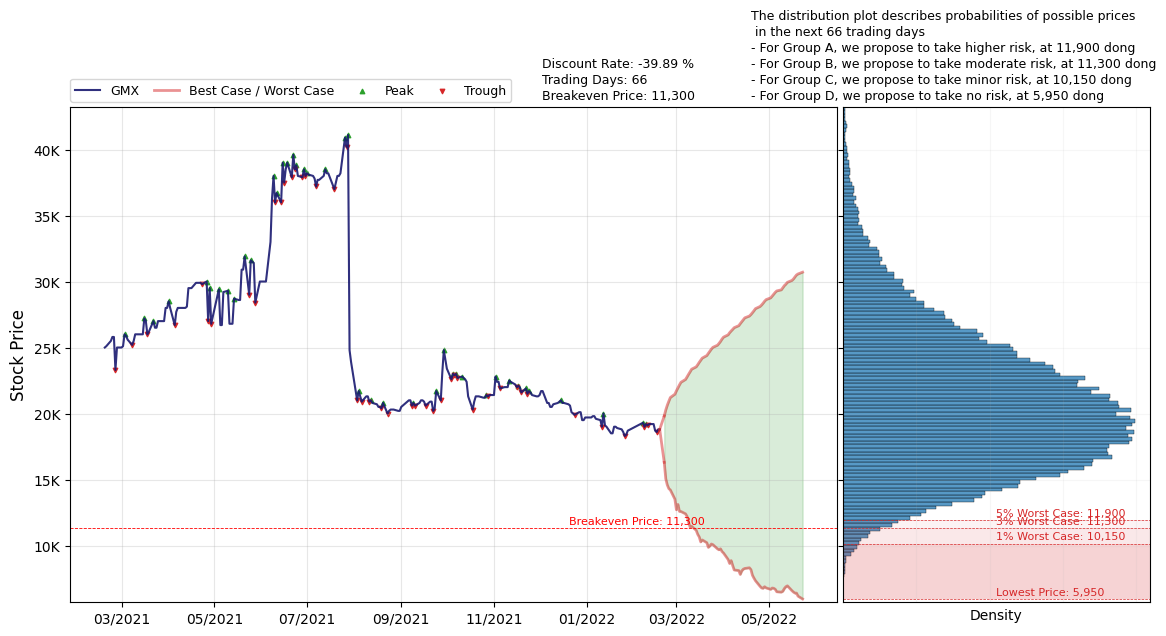 The distribution plot describes probabilities of possible prices
in the next 66 trading days
- For Group A, we propose to take higher risk, at 11,900 dong
- For Group B, we propose to take moderate risk, at 11,300 dong
- For Group C, we propose to take minor risk, at 10,150 dong
- For Group D, we propose to take no risk, at 5,950 dong
Discount Rate: -39.89 %
Trading Days: 66
Breakeven Price: 11,300
GMX
Best Case / Worst Case
Peak
Trough
Stock Price
40K
35K
30K
25K
20K
15K
10K
Breakeven Price: 11,300
5% Worst Case: 11,900
3% Worst Case: 11,300
1% Worst Case: 10,150
Lowest Price: 5,950
03/2021
05/2021
07/2021
09/2021
11/2021
01/2022
03/2022
05/2022
Density